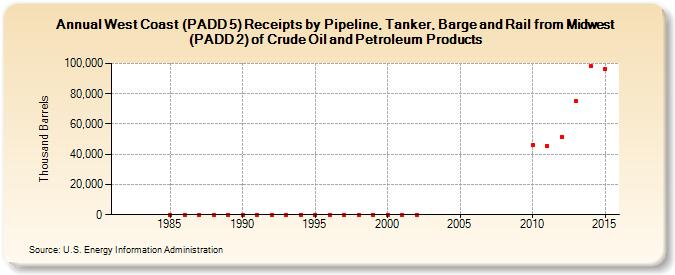 Annual West Coast (PADD 5) Receipts by Pipeline, Tanker, Barge and Rail from Midwest
(PADD 2) of Crude Oil and Petroleum Products
Thousand Barrels
100,000
80,000
60,000
40,000
20,000
0
1985 1990 1995 2000 2005 2010 2015
Source: U.S. Energy Information Administration